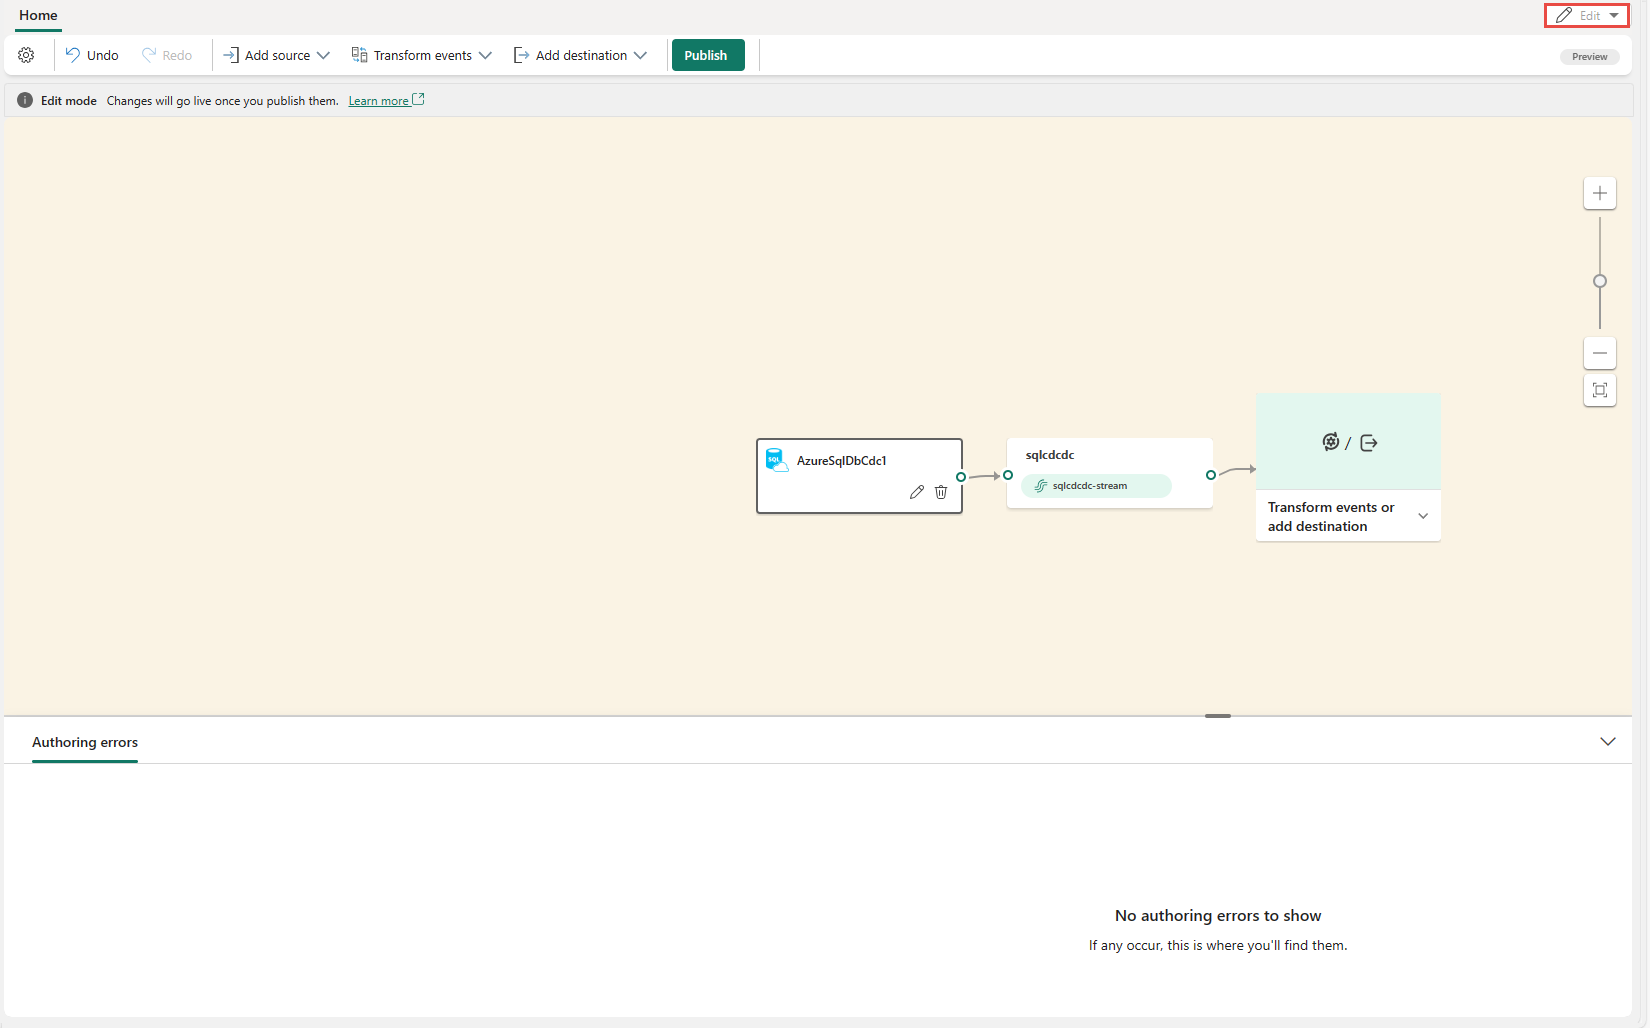 Home
Edit
Undo
Redo
Add source
Transform events
Add destination
Publish
Preview
Edit mode Changes will go live once you publish them. Learn more
SQL
AzureSqlDbCdc1
sqlcdcdc
sqlcdcdc-stream
/
Transform events or
add destination
Authoring errors
No authoring errors to show
If any occur, this is where you'll find them.